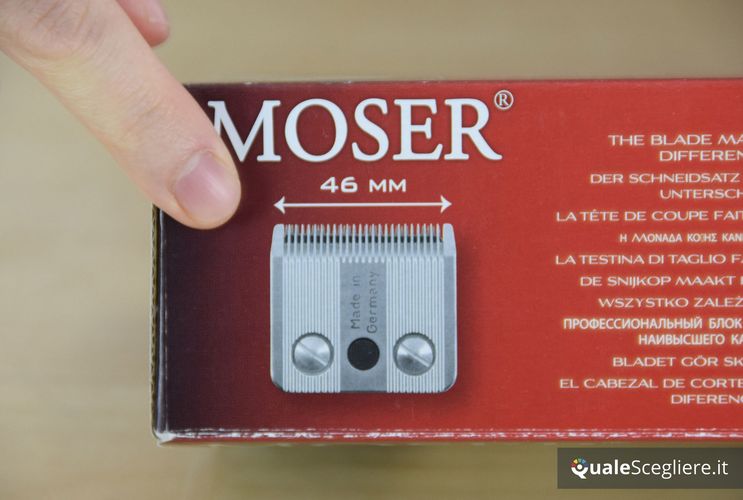 MOSER®
46 MM
Made in
Germany
THE BLADE
DER SCHNEIDSATZ
LA TÊTE DE COUPE
Η ΜΟΝΑΔΑ ΚΟΠΗΣ
LA TESTINA DI TAGLIO
DE SNIJKOP MAAKT
WSZYSTKO
ПРОФЕССИОНАЛЬНЫЙ
НАИВЫСШЕГО
BLADET GÖR
EL CABEZAL DE
QualeScegliere.it